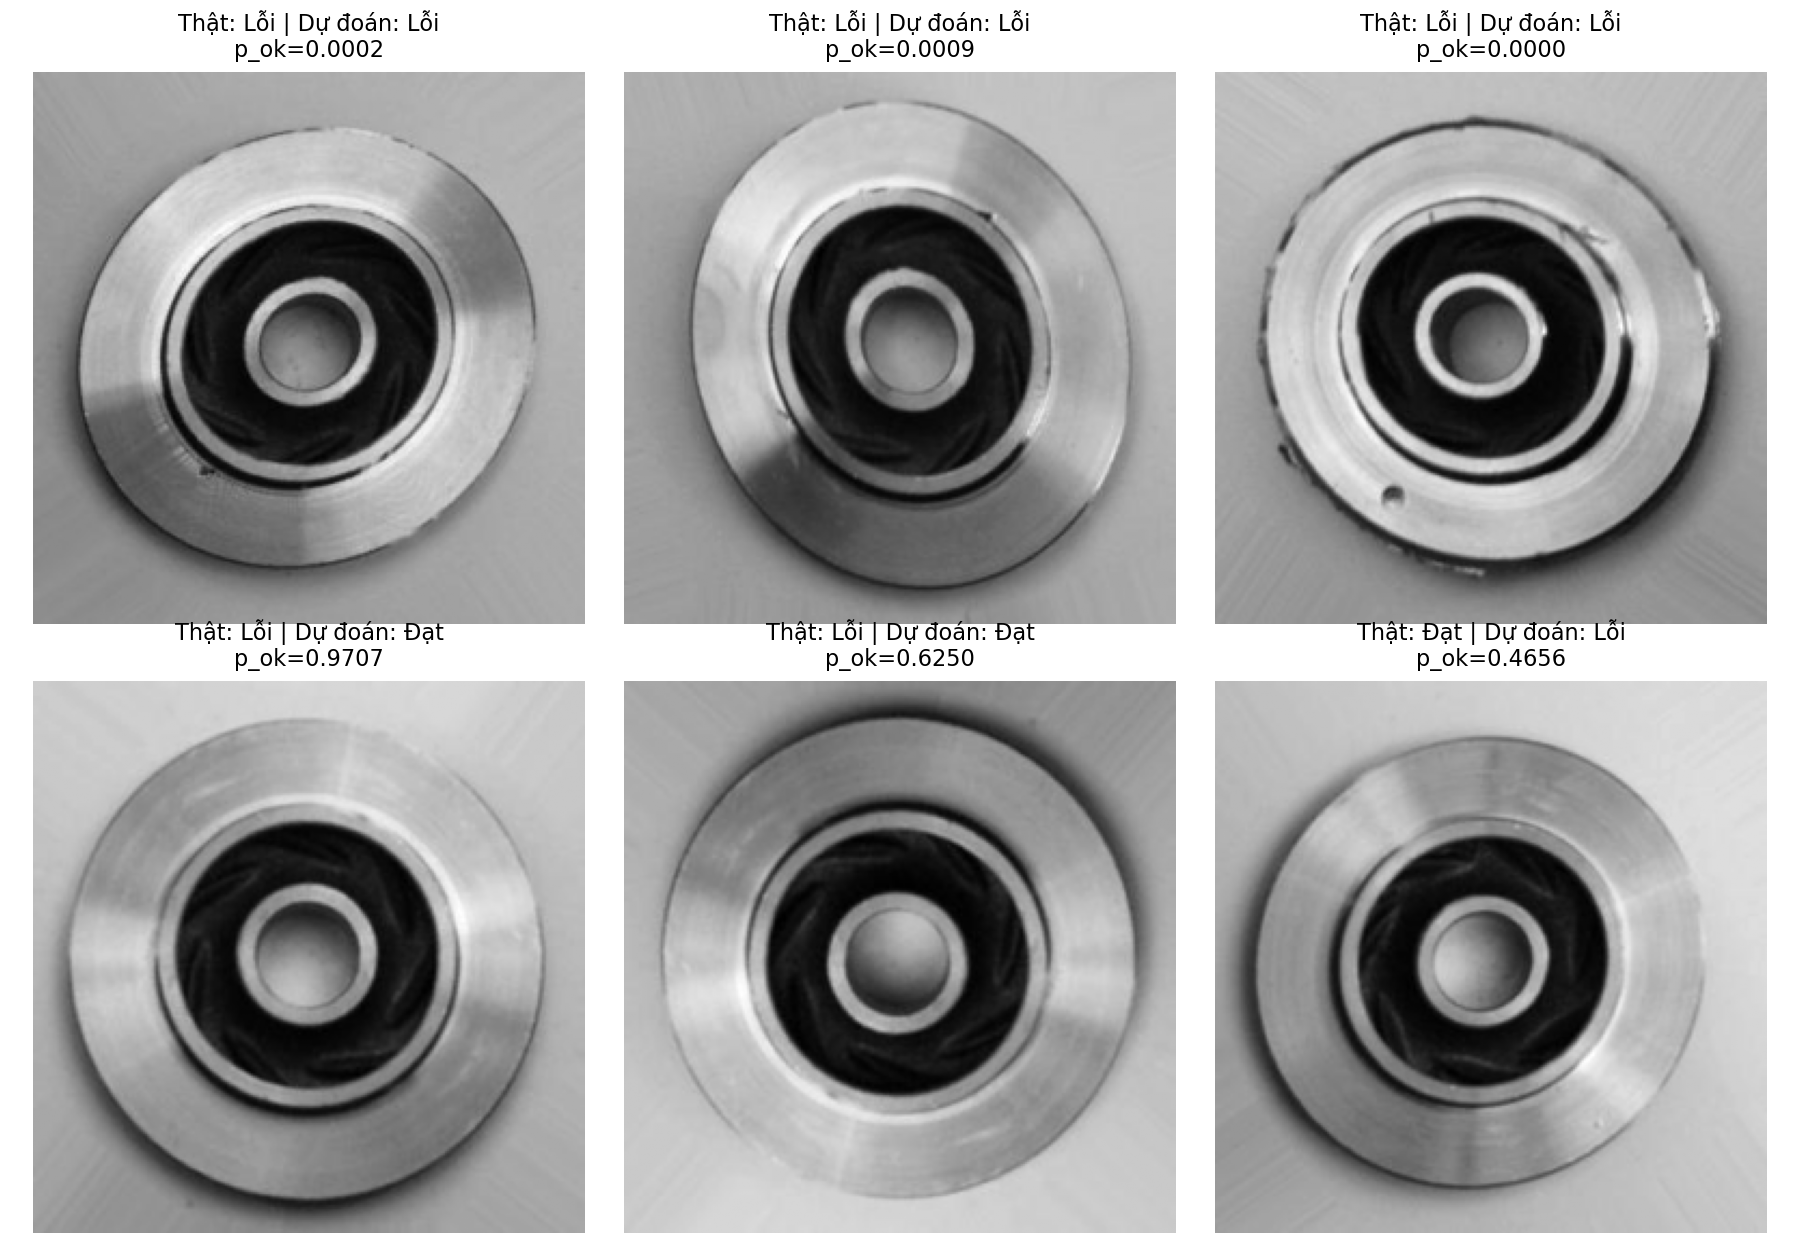 Thật: Lỗi | Dự đoán: Lỗi
p_ok=0.0002
Thật: Lỗi | Dự đoán: Lỗi
p_ok=0.0009
Thật: Lỗi | Dự đoán: Lỗi
p_ok=0.0000
Thật: Lỗi | Dự đoán: Đạt
p_ok=0.9707
Thật: Lỗi | Dự đoán: Đạt
p_ok=0.6250
Thật: Đạt | Dự đoán: Lỗi
p_ok=0.4656